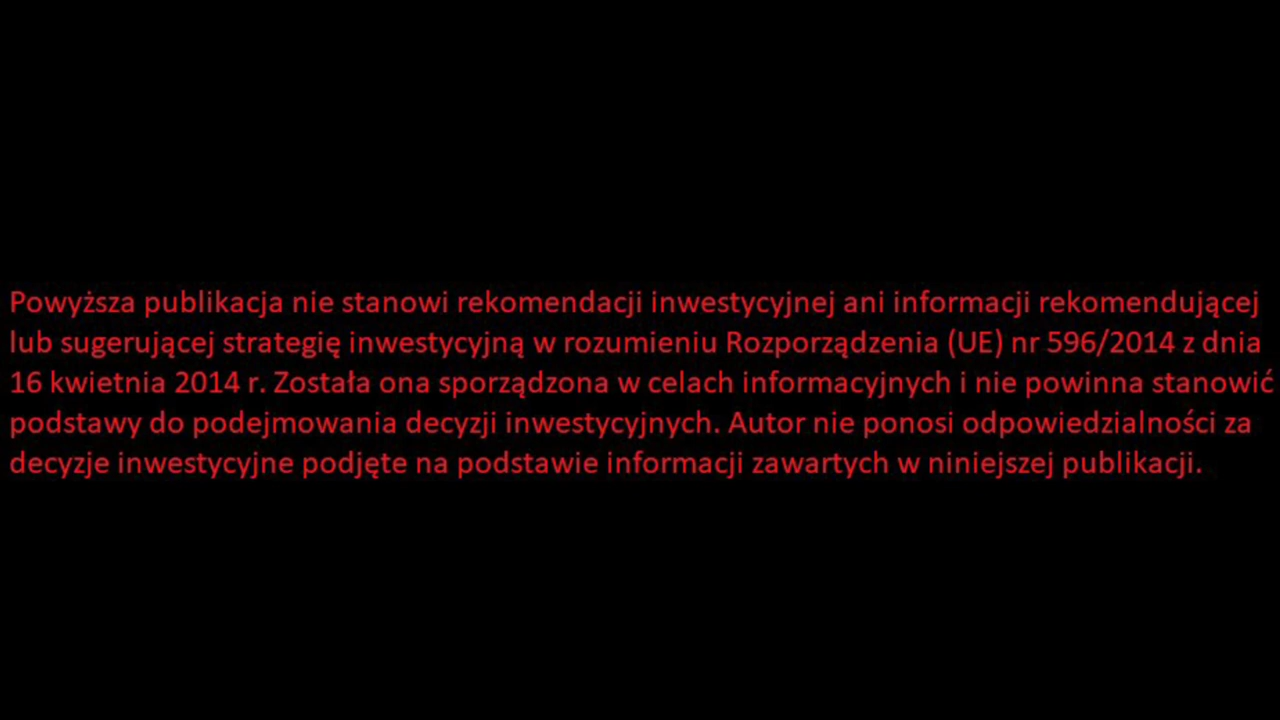 Powyższa publikacja nie stanowi rekomendacji inwestycyjnej ani informacji rekomendującej
lub sugerującej strategię inwestycyjną w rozumieniu Rozporządzenia (UE) nr 596/2014 z dnia
16 kwietnia 2014 r. Została ona sporządzona w celach informacyjnych i nie powinna stanowić
podstawy do podejmowania decyzji inwestycyjnych. Autor nie ponosi odpowiedzialności za
decyzje inwestycyjne podjęte na podstawie informacji zawartych w niniejszej publikacji.